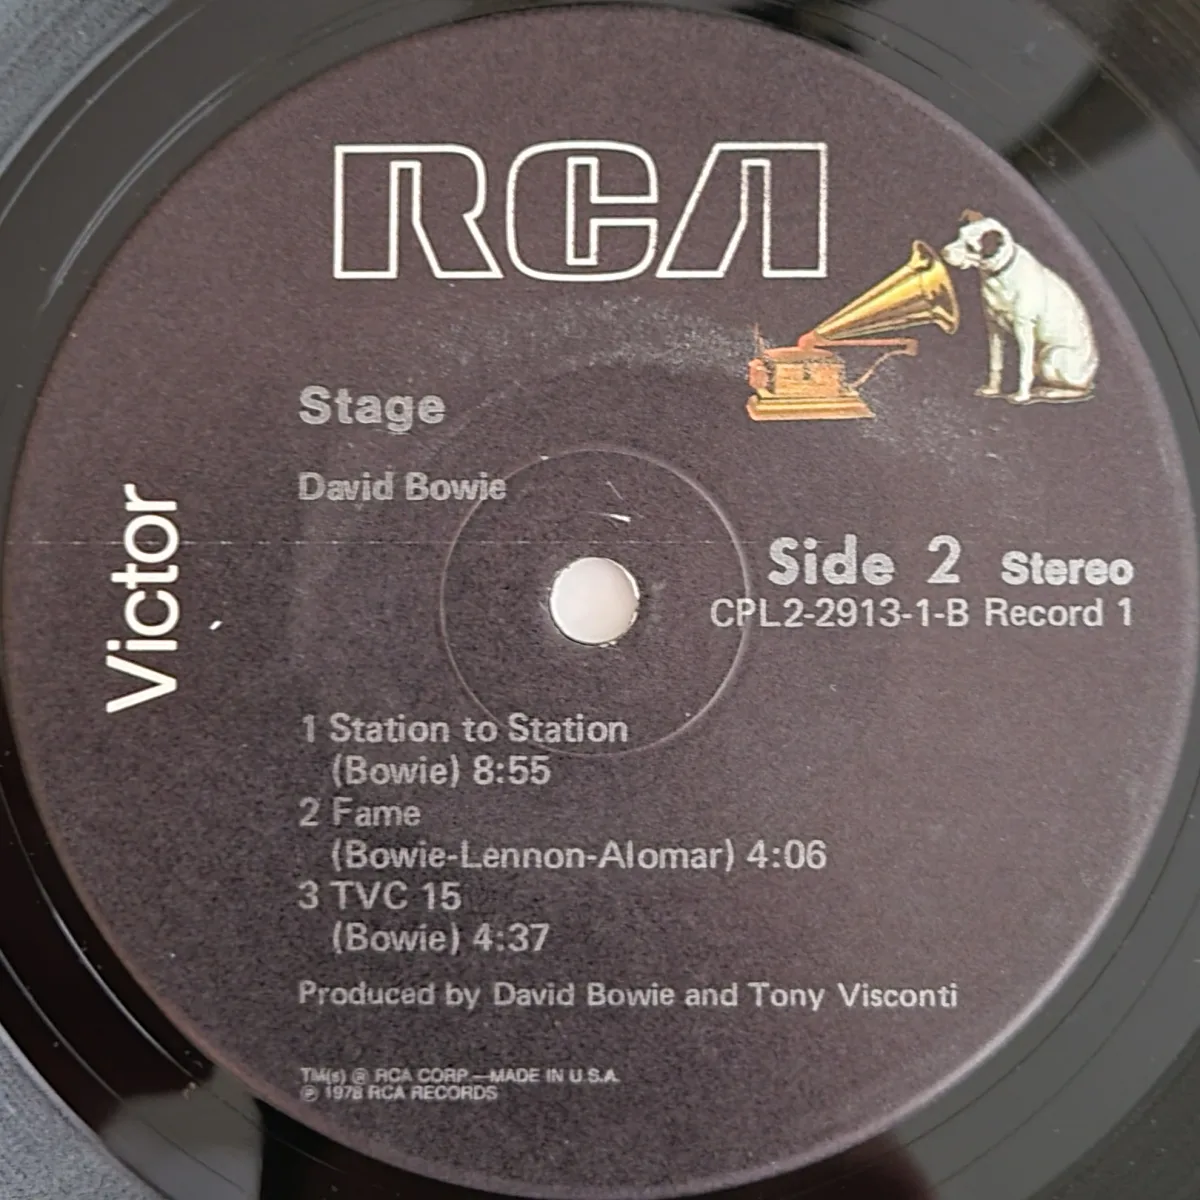 RCA
Stage
David Bowie
Victor
Side 2 Stereo
CPL2-2913-1-B Record 1
1 Station to Station
(Bowie) 8:55
2 Fame
(Bowie-Lennon-Alomar) 4:06
3 TVC 15
(Bowie) 4:37
Produced by David Bowie and Tony Visconti
TM(s) ® RCA CORP.—MADE IN U.S.A.
℗ 1978 RCA RECORDS